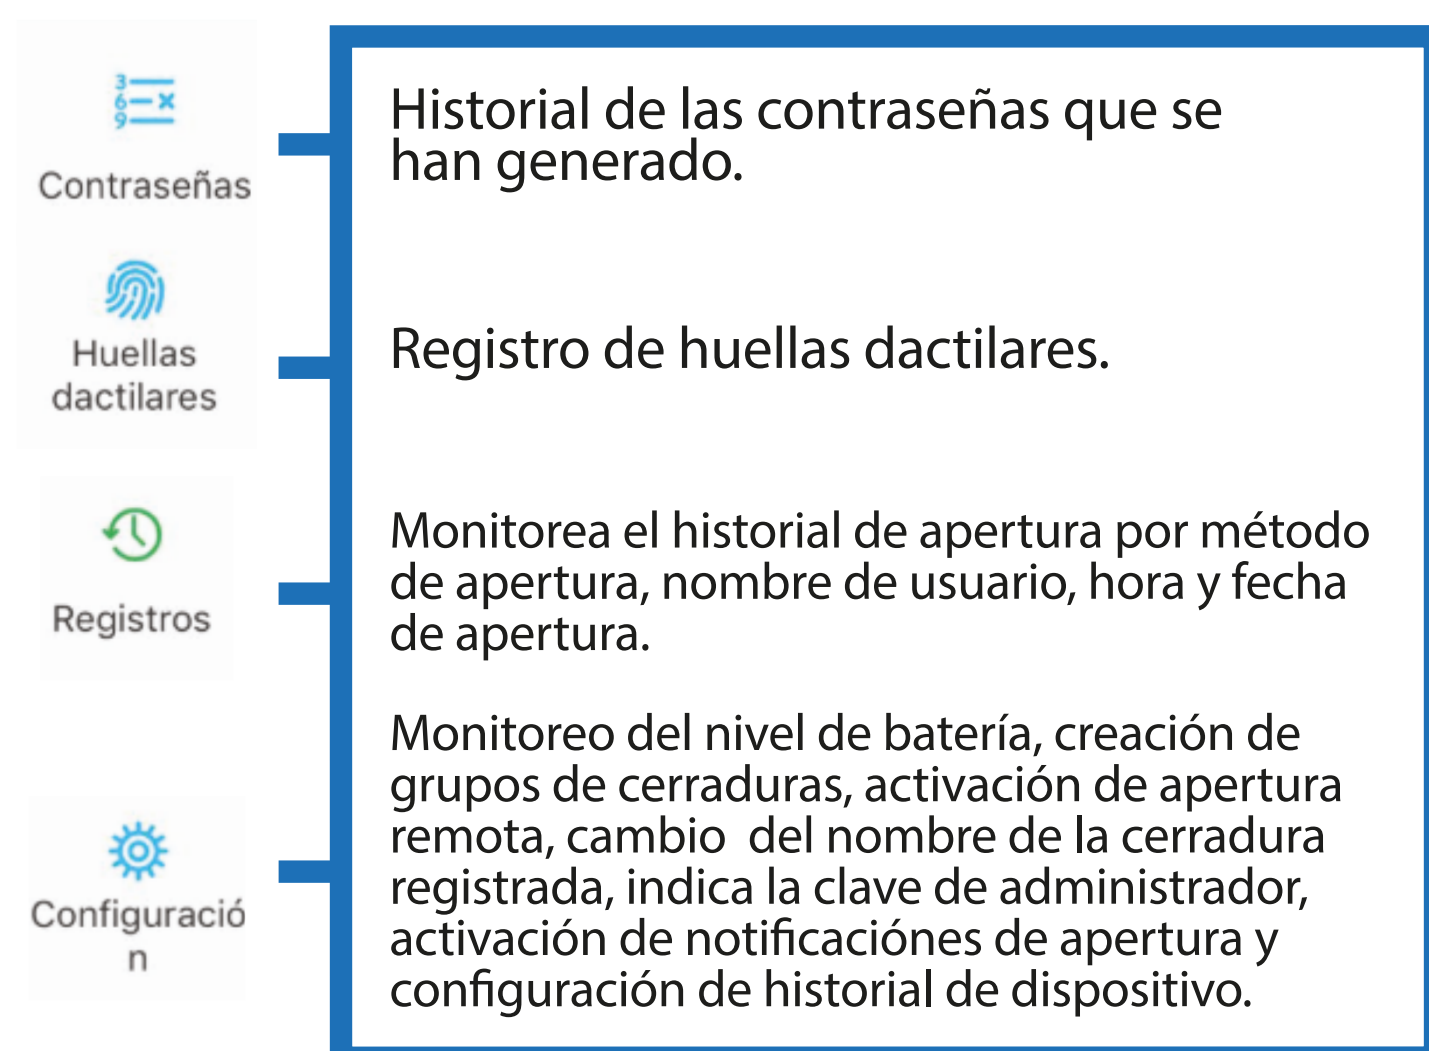 3
6
9
Contraseñas
Historial de las contraseñas que se
han generado.
Huellas
dactilares
Registro de huellas dactilares.
Registros
Monitorea el historial de apertura por método
de apertura, nombre de usuario, hora y fecha
de apertura.
Configuració
n
Monitoreo del nivel de batería, creación de
grupos de cerraduras, activación de apertura
remota, cambio  del nombre de la cerradura
registrada, indica la clave de administrador,
activación de notificaciónes de apertura y
configuración de historial de dispositivo.